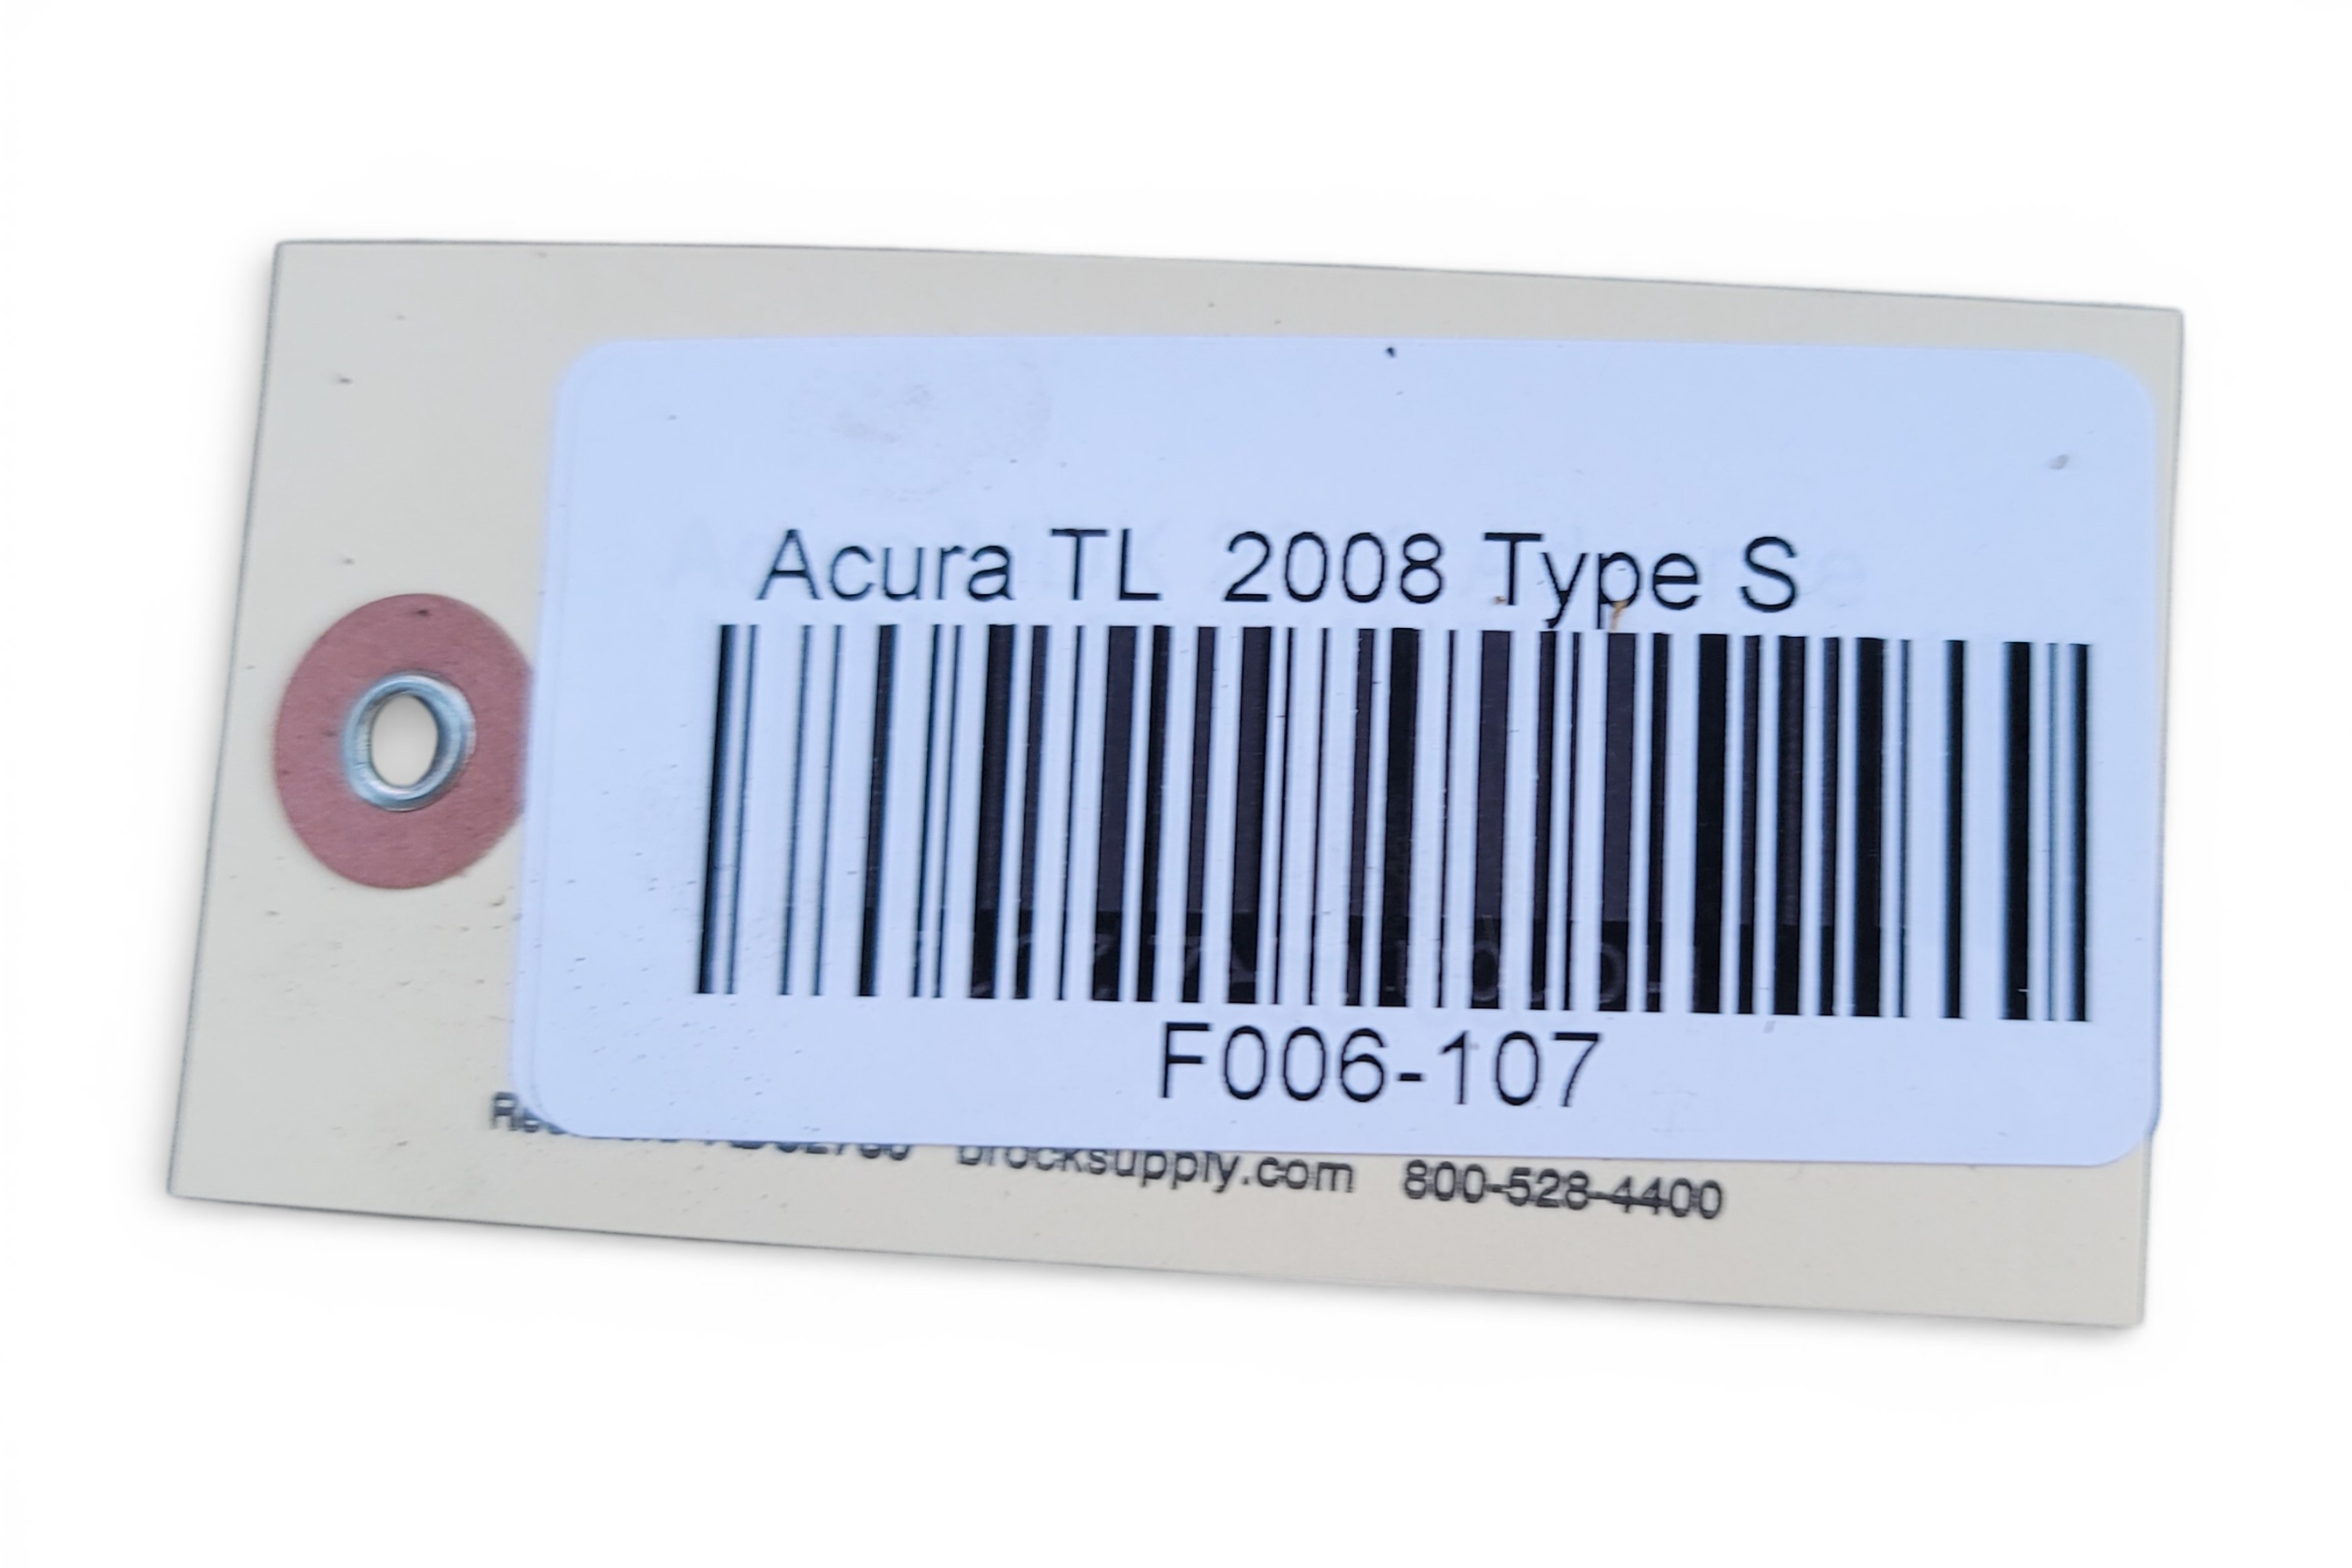 Acura TL 2008 Type S
F006-107
brocksupply.com 800-528-4400